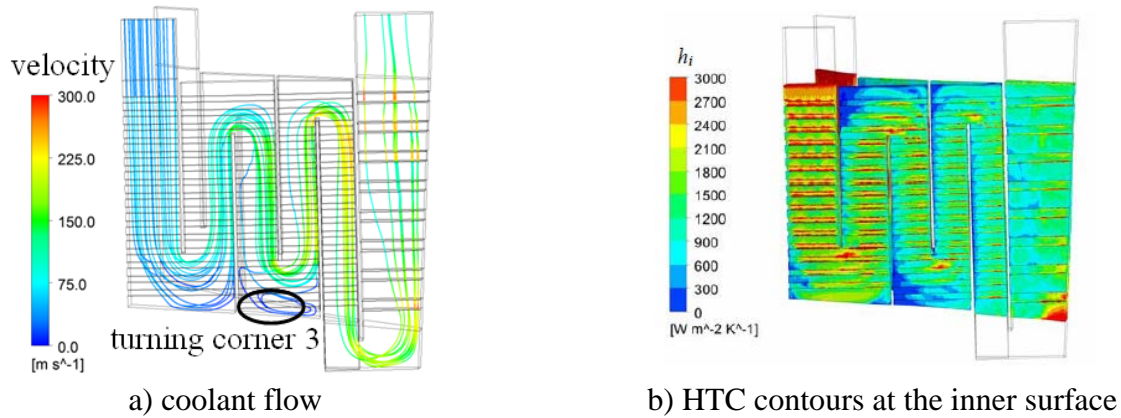 velocity
300.0
225.0
150.0
75.0
0.0
[m s^-1]
turning corner 3
a) coolant flow
h_i
3000
2700
2400
2100
1800
1500
1200
900
600
300
0
[W m^-2 K^-1]
b) HTC contours at the inner surface